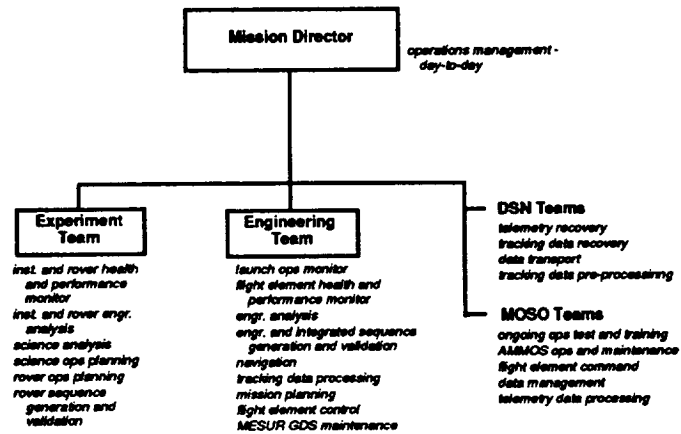 Mission Director
operations management -
day-to-day
Experiment
Team
inst. and rover health
and performance
monitor
inst. and rover engr.
analysis
science analysis
science ops planning
rover ops planning
rover sequence
generation and
validation
Engineering
Team
launch ops monitor
flight element health and
performance monitor
engr. analysis
engr. and integrated sequence
generation and validation
navigation
tracking data processing
mission planning
flight element control
MESUR GDS maintenance
DSN Teams
telemetry recovery
tracking data recovery
data transport
tracking data pre-processing
MOSO Teams
ongoing ops test and training
AMMOS ops and maintenance
flight element command
data management
telemetry data processing